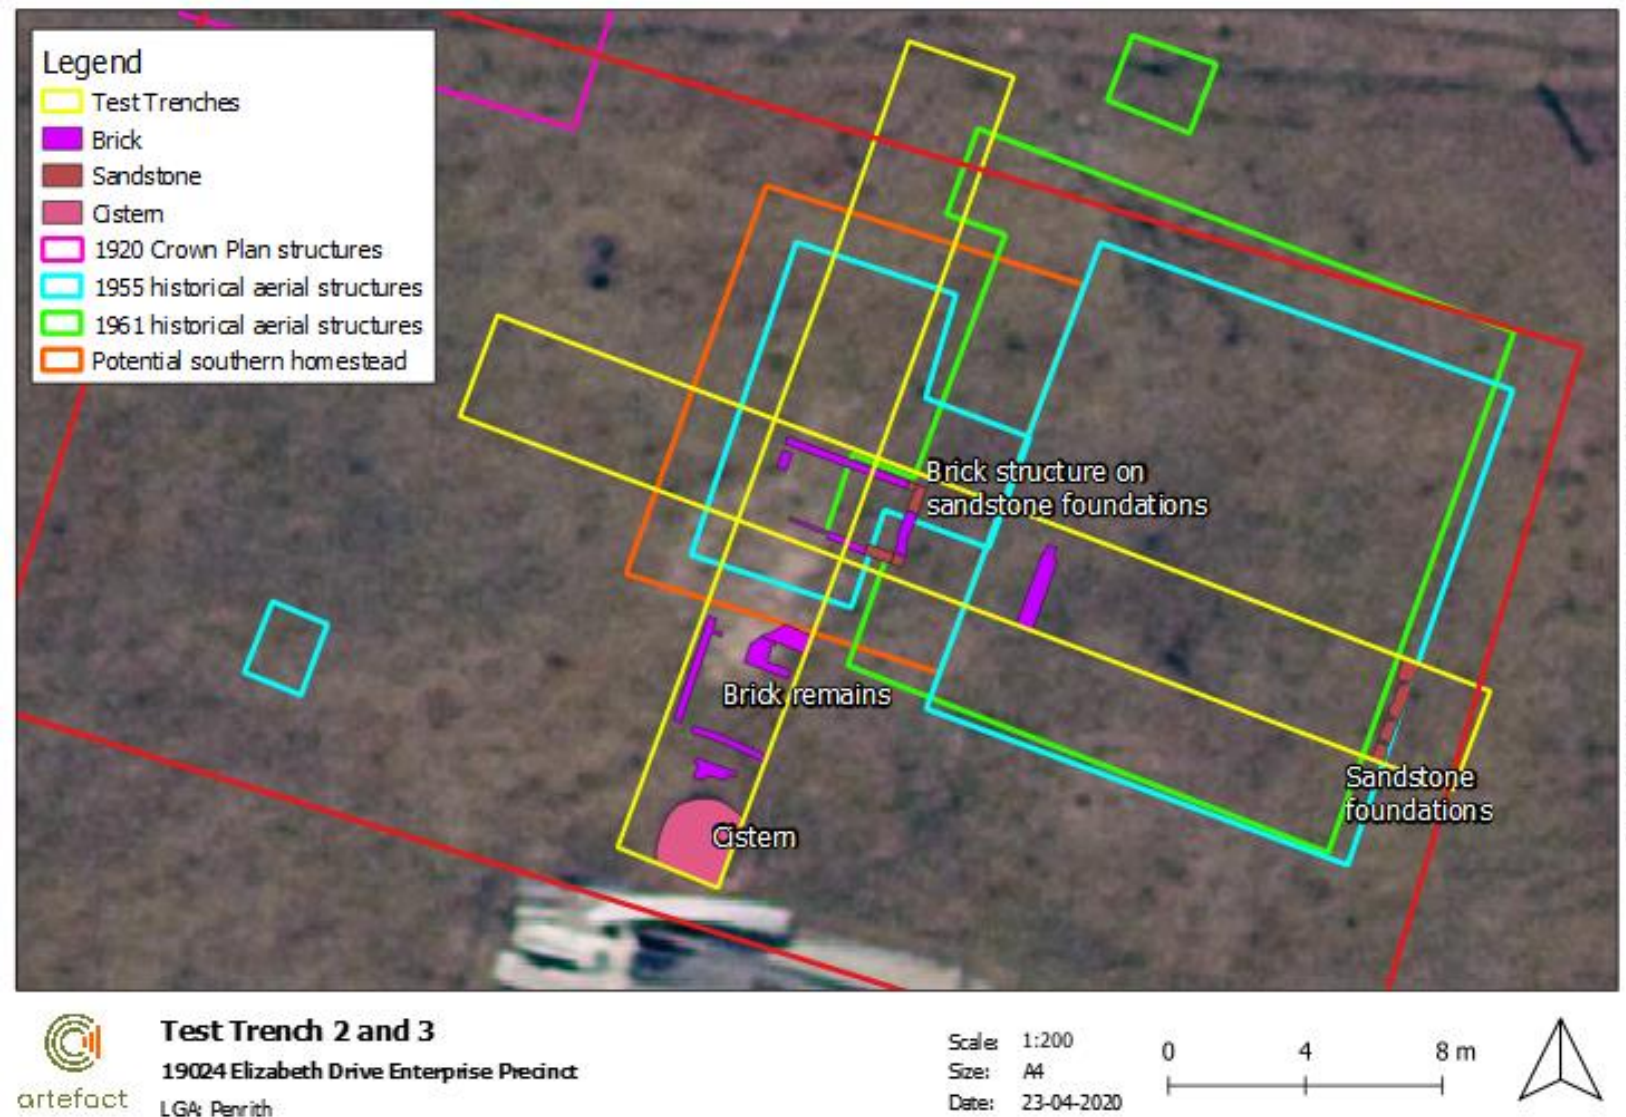 Legend
Test Trenches
Brick
Sandstone
Cistern
1920 Crown Plan structures
1955 historical aerial structures
1961 historical aerial structures
Potential southern homestead
Brick structure on
sandstone foundations
Brick remains
Sandstone
foundations
Cistern
artefact
Test Trench 2 and 3
19024 Elizabeth Drive Enterprise Precinct
LGA: Penrith
Scale: 1:200
Size: A4
Date: 23-04-2020
0 4 8 m